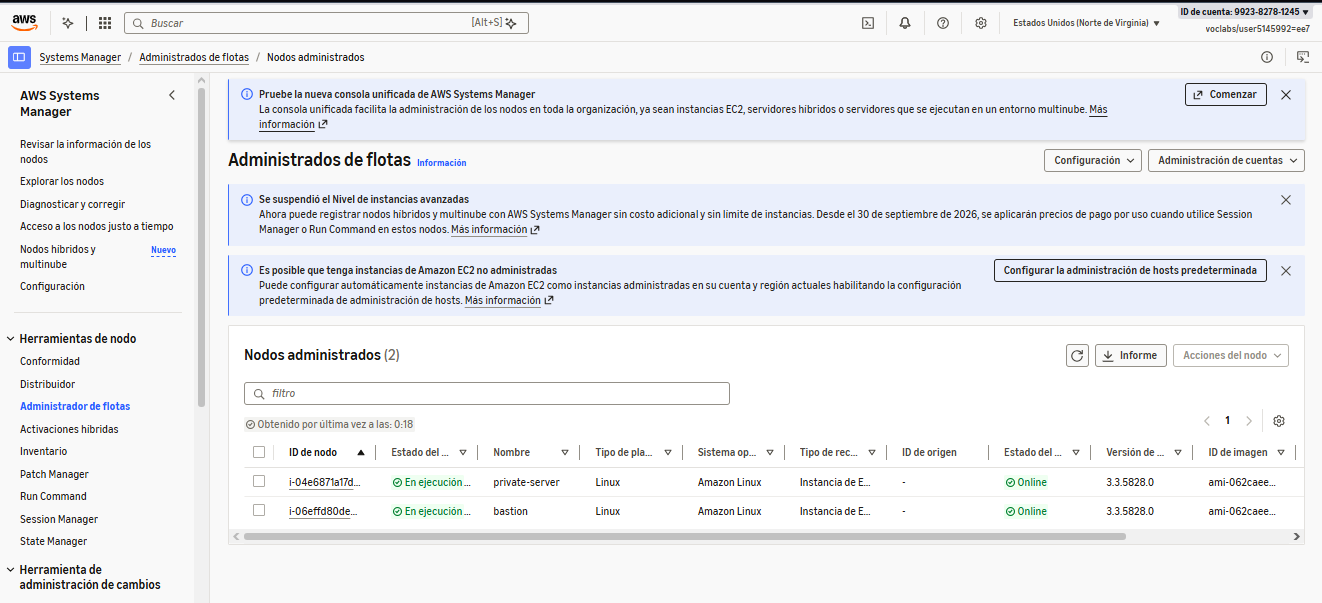 aws
Buscar
[Alt+S]
Estados Unidos (Norte de Virginia)
ID de cuenta: 9923-8278-1245
voclabs/user5145992=ee7
Systems Manager / Administrados de flotas / Nodos administrados
AWS Systems
Manager
Revisar la información de los
nodos
Explorar los nodos
Diagnosticar y corregir
Acceso a los nodos justo a tiempo
Nodos híbridos y
multinube
Nuevo
Configuración
Herramientas de nodo
Conformidad
Distribuidor
Administrador de flotas
Activaciones híbridas
Inventario
Patch Manager
Run Command
Session Manager
State Manager
Herramienta de
administración de cambios
Pruebe la nueva consola unificada de AWS Systems Manager
La consola unificada facilita la administración de los nodos en toda la organización, ya sean instancias EC2, servidores híbridos o servidores que se ejecutan en un entorno multinube. Más
información
Comenzar
Administrados de flotas Información
Configuración
Administración de cuentas
Se suspendió el Nivel de instancias avanzadas
Ahora puede registrar nodos híbridos y multinube con AWS Systems Manager sin costo adicional y sin límite de instancias. Desde el 30 de septiembre de 2026, se aplicarán precios de pago por uso cuando utilice Session
Manager o Run Command en estos nodos. Más información
Es posible que tenga instancias de Amazon EC2 no administradas
Puede configurar automáticamente instancias de Amazon EC2 como instancias administradas en su cuenta y región actuales habilitando la configuración
predeterminada de administración de hosts. Más información
Configurar la administración de hosts predeterminada
Nodos administrados (2)
Informe
Acciones del nodo
filtro
Obtenido por última vez a las: 0:18
1
ID de nodo Estado del ... Nombre Tipo de pla... Sistema op... Tipo de rec... ID de origen Estado del ... Versión de ... ID de imagen
i-04e6871a17d... En ejecución ... private-server Linux Amazon Linux Instancia de E... - Online 3.3.5828.0 ami-062caee...
i-06effd80de... En ejecución ... bastion Linux Amazon Linux Instancia de E... - Online 3.3.5828.0 ami-062caee...